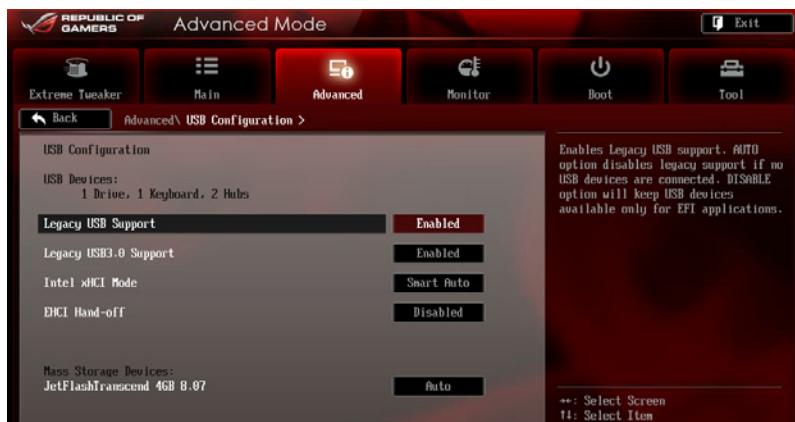 REPUBLIC OF
GAMERS
Advanced Mode
Exit
Extreme Tweaker
Main
Advanced
Monitor
Boot
Tool
Back
Advanced\ USB Configuration >
USB Configuration
USB Devices:
1 Drive, 1 Keyboard, 2 Hubs
Legacy USB Support Enabled
Legacy USB3.0 Support Enabled
Intel xHCI Mode Smart Auto
EHCI Hand-off Disabled
Mass Storage Devices:
JetFlashTranscend 4GB 8.07 Auto
Enables Legacy USB support. AUTO
option disables legacy support if no
USB devices are connected. DISABLE
option will keep USB devices
available only for EFI applications.
→←: Select Screen
↑↓: Select Item